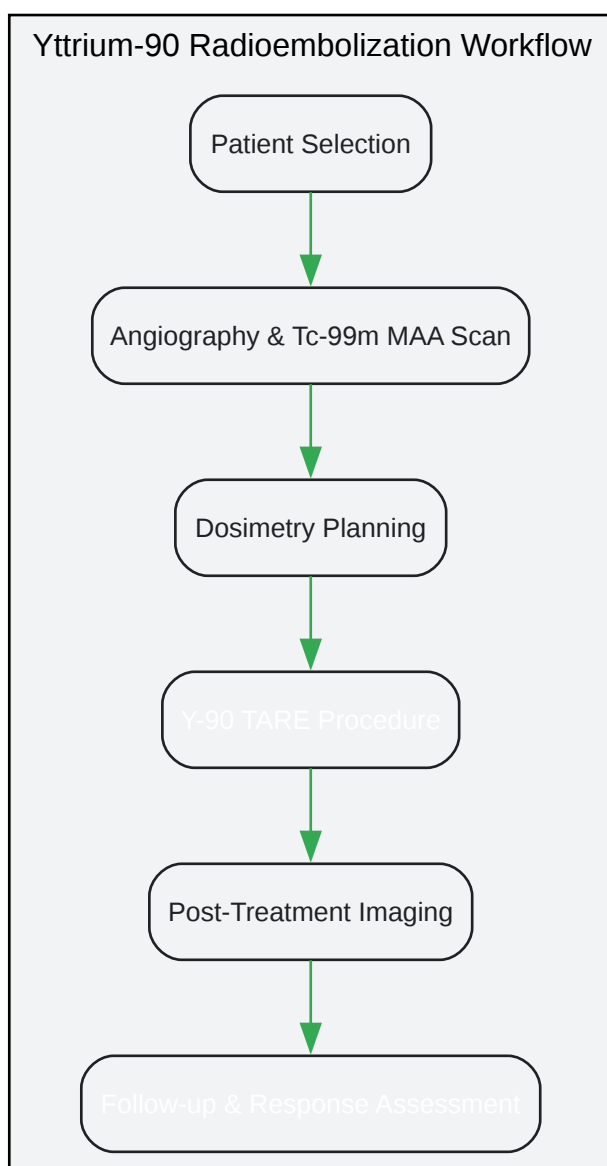 Yttrium-90 Radioembolization Workflow
Patient Selection
Angiography & Tc-99m MAA Scan
Dosimetry Planning
Y-90 TARE Procedure
Post-Treatment Imaging
Follow-up & Response Assessment